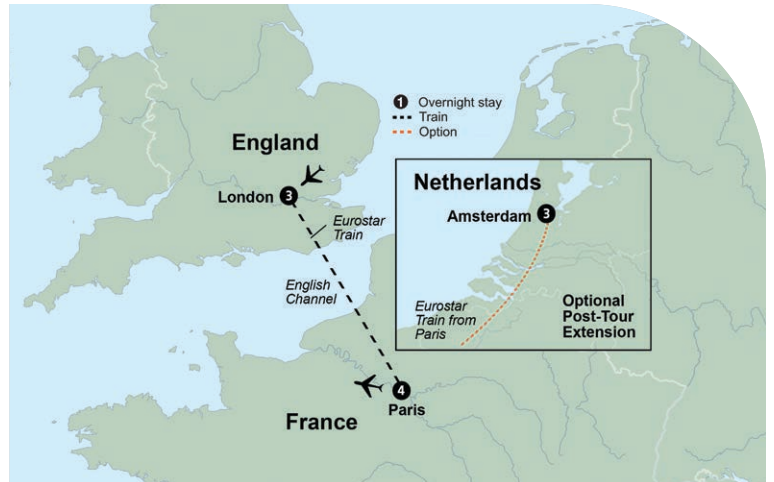 1 Overnight stay
Train
Option
England
London 3
Eurostar
Train
English
Channel
Netherlands
Amsterdam 3
Eurostar
Train from
Paris
Optional
Post-Tour
Extension
4
Paris
France